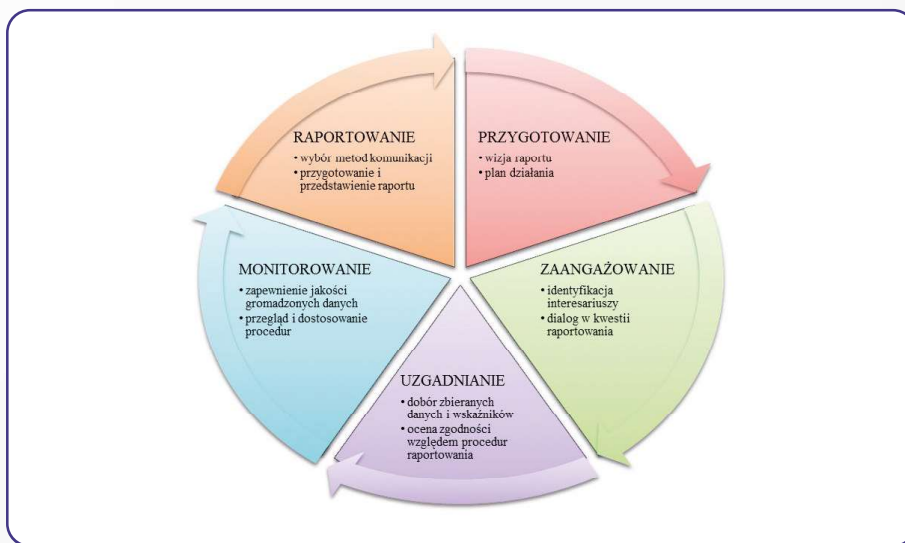 RAPORTOWANIE
• wybór metod komunikacji
• przygotowanie i
przedstawienie raportu
PRZYGOTOWANIE
• wizja raportu
• plan działania
ZAANGAŻOWANIE
• identyfikacja
interesariuszy
• dialog w kwestii
raportowania
UZGADNIANIE
• dobór zbieranych
danych i wskaźników
• ocena zgodności
względem procedur
raportowania
MONITOROWANIE
• zapewnienie jakości
gromadzonych danych
• przegląd i dostosowanie
procedur